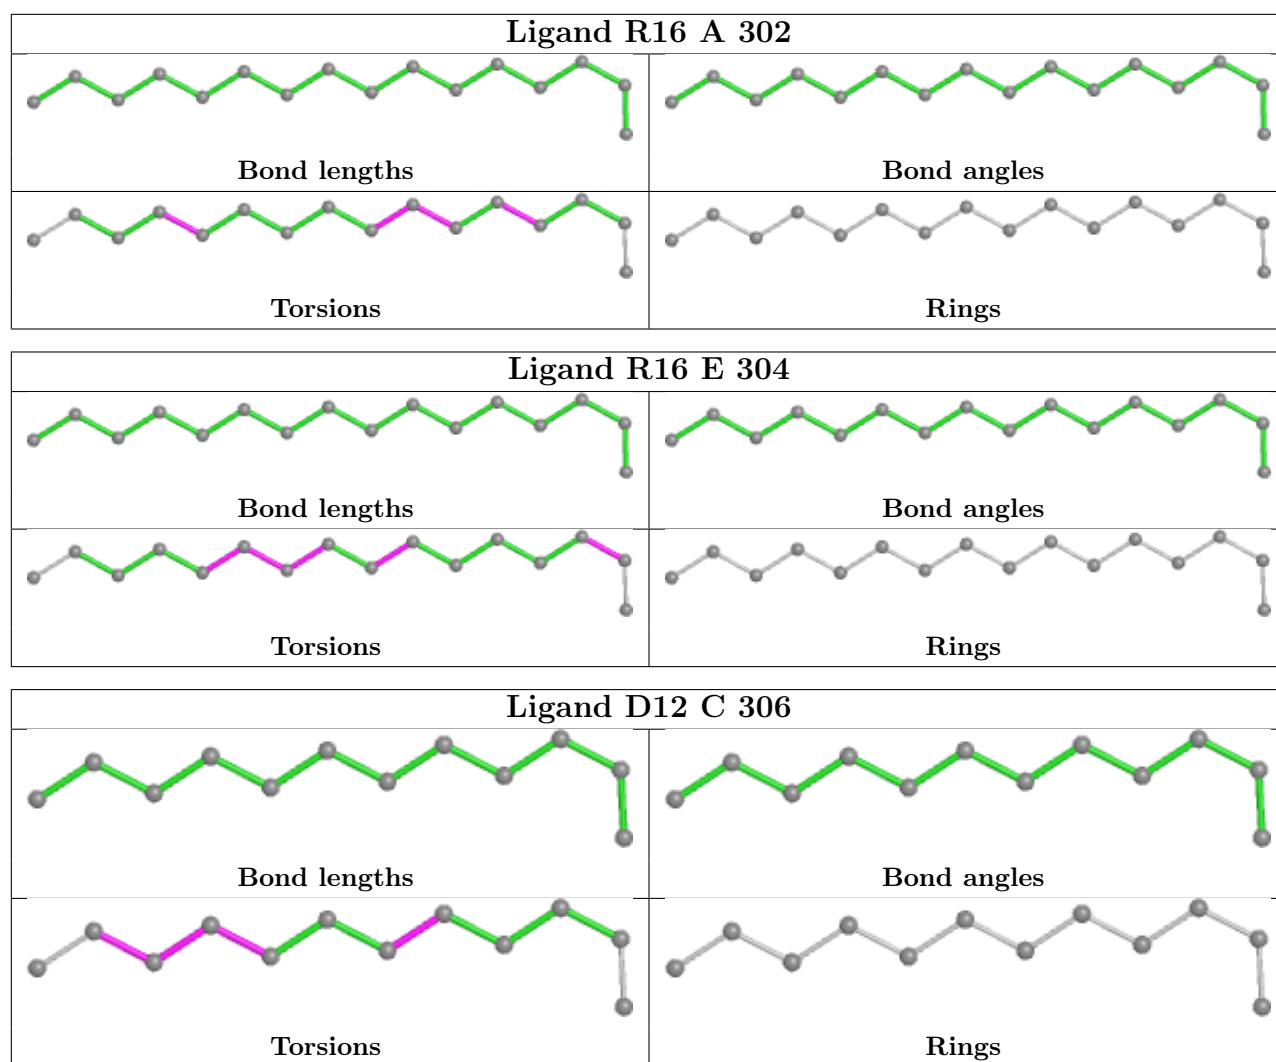 Ligand R16 A 302
Bond lengths
Bond angles
Torsions
Rings
Ligand R16 E 304
Bond lengths
Bond angles
Torsions
Rings
Ligand D12 C 306
Bond lengths
Bond angles
Torsions
Rings